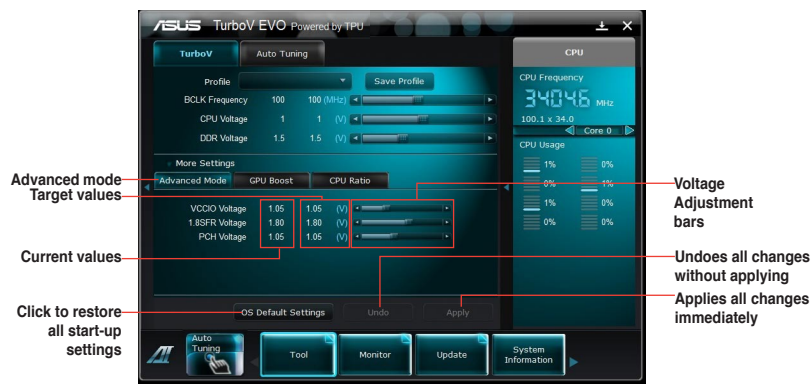 ASUS TurboV EVO Powered by TPU
TurboV Auto Tuning
Profile Save Profile
BCLK Frequency 100 100 (MHz)
CPU Voltage 1 1 (V)
DDR Voltage 1.5 1.5 (V)
More Settings
Advanced Mode GPU Boost CPU Ratio
VCCIO Voltage 1.05 1.05 (V)
1.8SFR Voltage 1.80 1.80 (V)
PCH Voltage 1.05 1.05 (V)
OS Default Settings Undo Apply
CPU
CPU Frequency
3404.6 MHz
100.1 x 34.0
Core 0
CPU Usage
1% 0%
0% 1%
1% 0%
0% 0%
Auto
Tuning
Tool Monitor Update System
Information
Advanced mode
Target values
Current values
Click to restore
all start-up
settings
Voltage
Adjustment
bars
Undoes all changes
without applying
Applies all changes
immediately